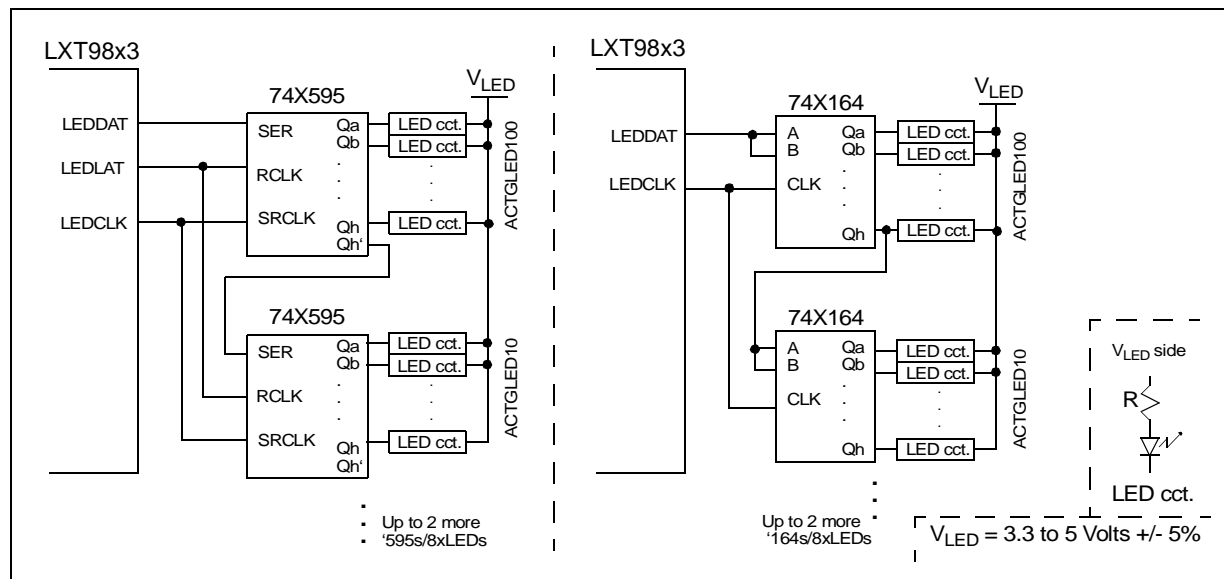 LXT98x3
LEDDAT
LEDLAT
LEDCLK
74X595
SER
RCLK
SRCLK
Qa
Qb
Qh
Qh‘
LED cct.
LED cct.
LED cct.
VLED
ACTGLED100
74X595
SER
RCLK
SRCLK
Qa
Qb
Qh
Qh‘
LED cct.
LED cct.
LED cct.
ACTGLED10
Up to 2 more
‘595s/8xLEDs
LXT98x3
LEDDAT
LEDCLK
74X164
A
B
CLK
Qa
Qb
Qh
LED cct.
LED cct.
LED cct.
VLED
ACTGLED100
74X164
A
B
CLK
Qa
Qb
Qh
LED cct.
LED cct.
LED cct.
ACTGLED10
Up to 2 more
‘164s/8xLEDs
VLED side
R
LED cct.
VLED = 3.3 to 5 Volts +/- 5%